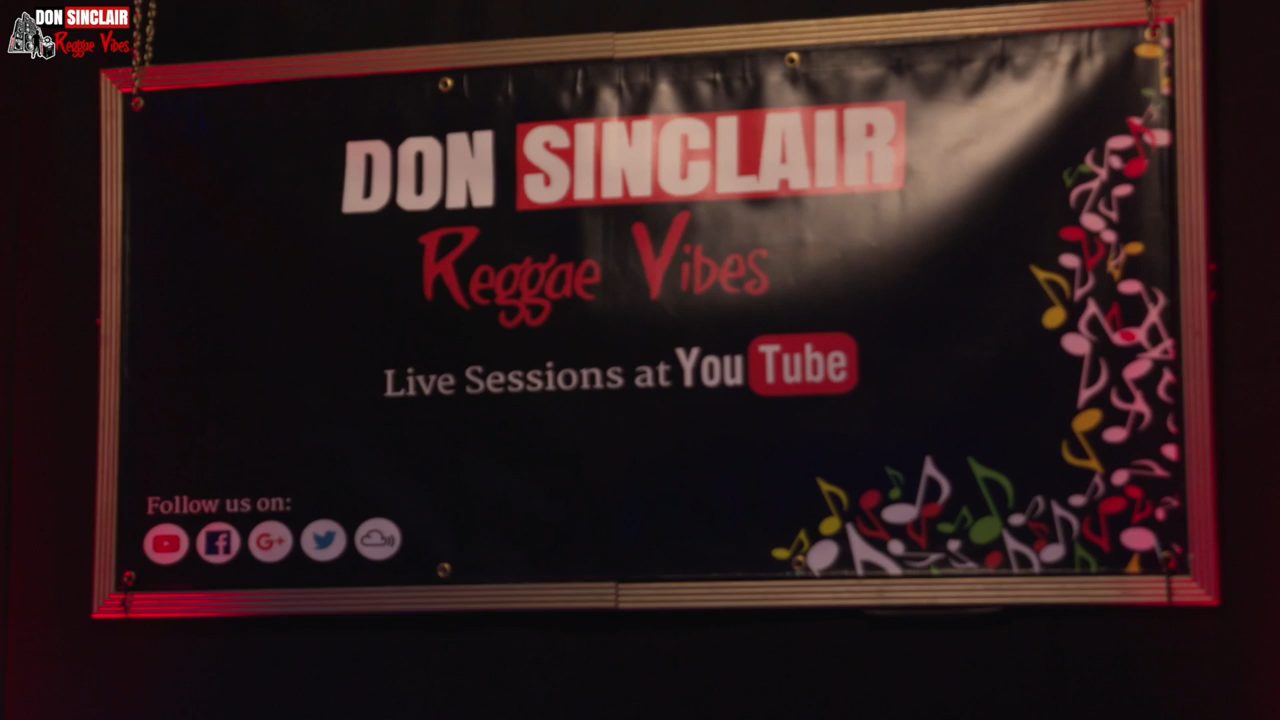 DON SINCLAIR
Reggae Vibes
DON SINCLAIR
Reggae Vibes
Live Sessions at YouTube
Follow us on:
G+